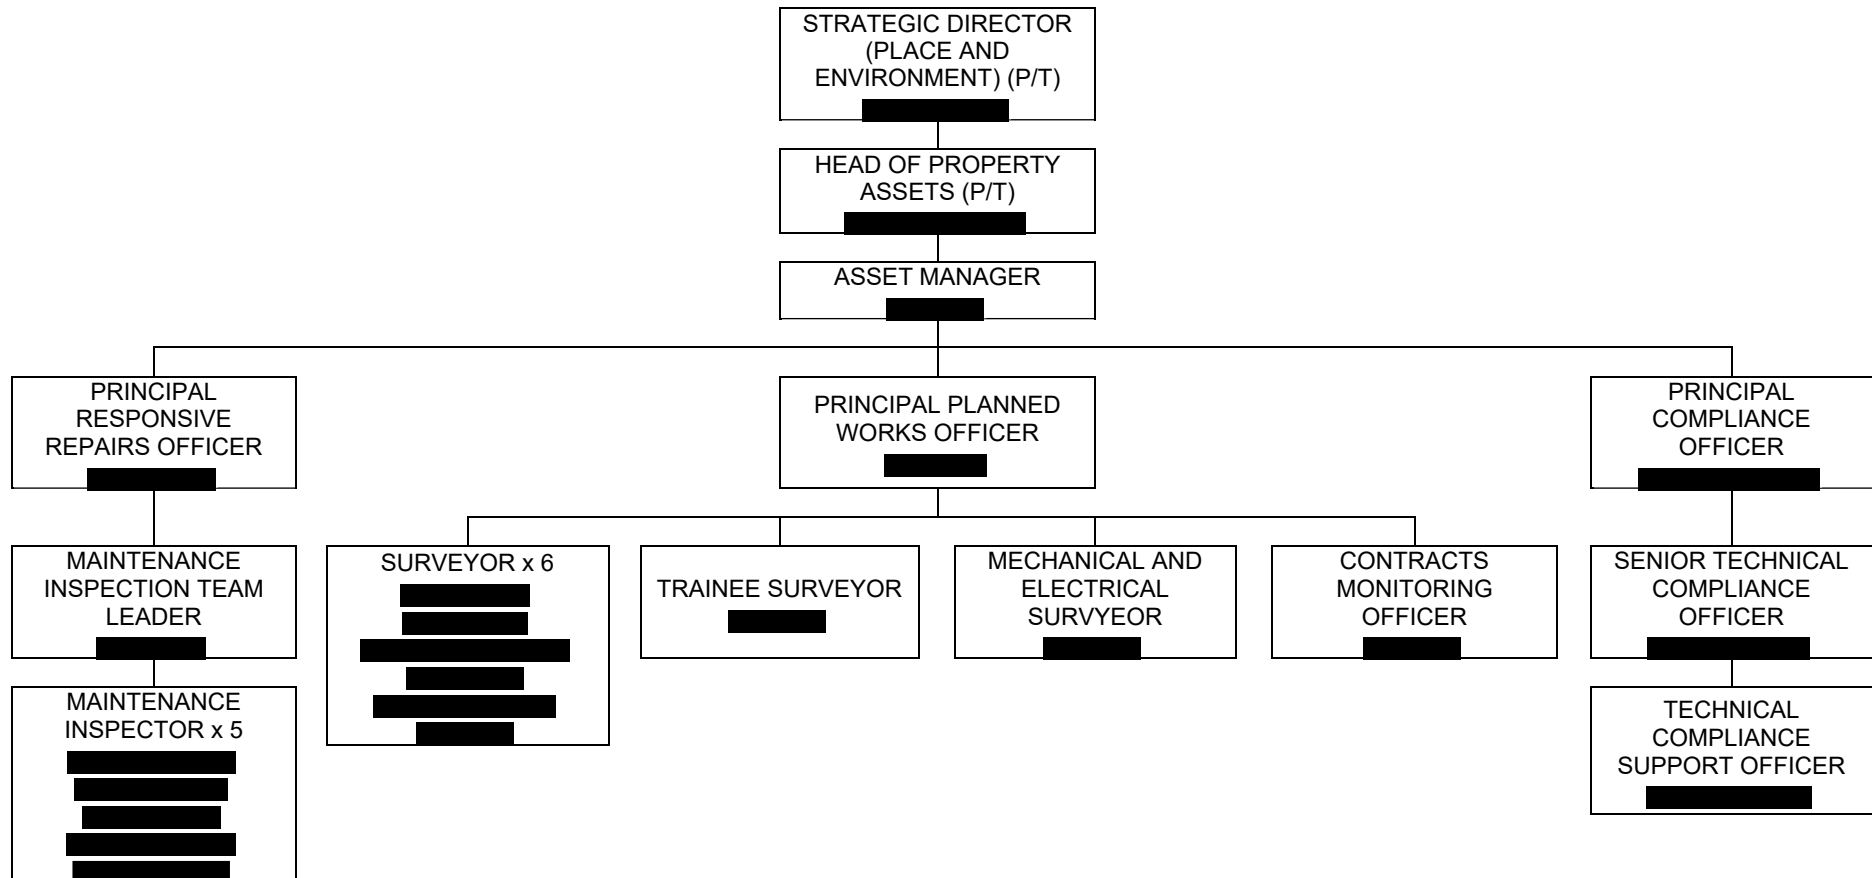 STRATEGIC DIRECTOR
(PLACE AND
ENVIRONMENT) (P/T)
HEAD OF PROPERTY
ASSETS (P/T)
ASSET MANAGER
PRINCIPAL
RESPONSIVE
REPAIRS OFFICER
PRINCIPAL PLANNED
WORKS OFFICER
PRINCIPAL
COMPLIANCE
OFFICER
MAINTENANCE
INSPECTION TEAM
LEADER
SURVEYOR x 6
TRAINEE SURVEYOR
MECHANICAL AND
ELECTRICAL
SURVYEOR
CONTRACTS
MONITORING
OFFICER
SENIOR TECHNICAL
COMPLIANCE
OFFICER
MAINTENANCE
INSPECTOR x 5
TECHNICAL
COMPLIANCE
SUPPORT OFFICER